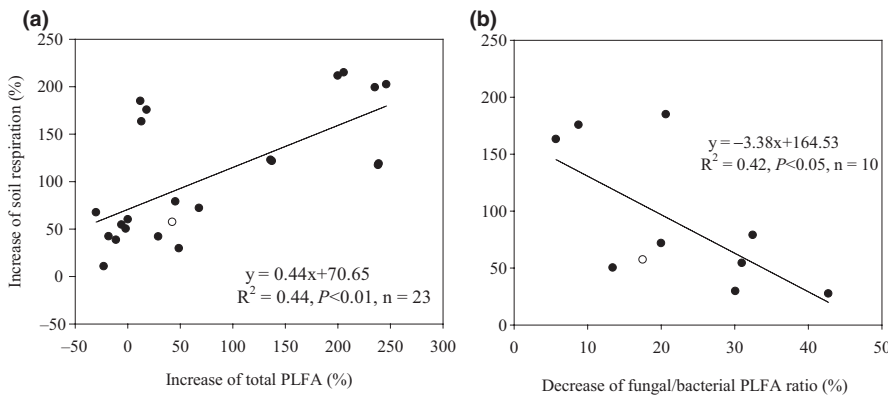 (a)
Increase of soil respiration (%)
250
200
150
100
50
0
–50
–50 0 50 100 150 200 250 300
y = 0.44x+70.65
R² = 0.44, P<0.01, n = 23
Increase of total PLFA (%)
(b)
250
200
150
100
50
0
0 10 20 30 40 50
y = –3.38x+164.53
R² = 0.42, P<0.05, n = 10
Decrease of fungal/bacterial PLFA ratio (%)